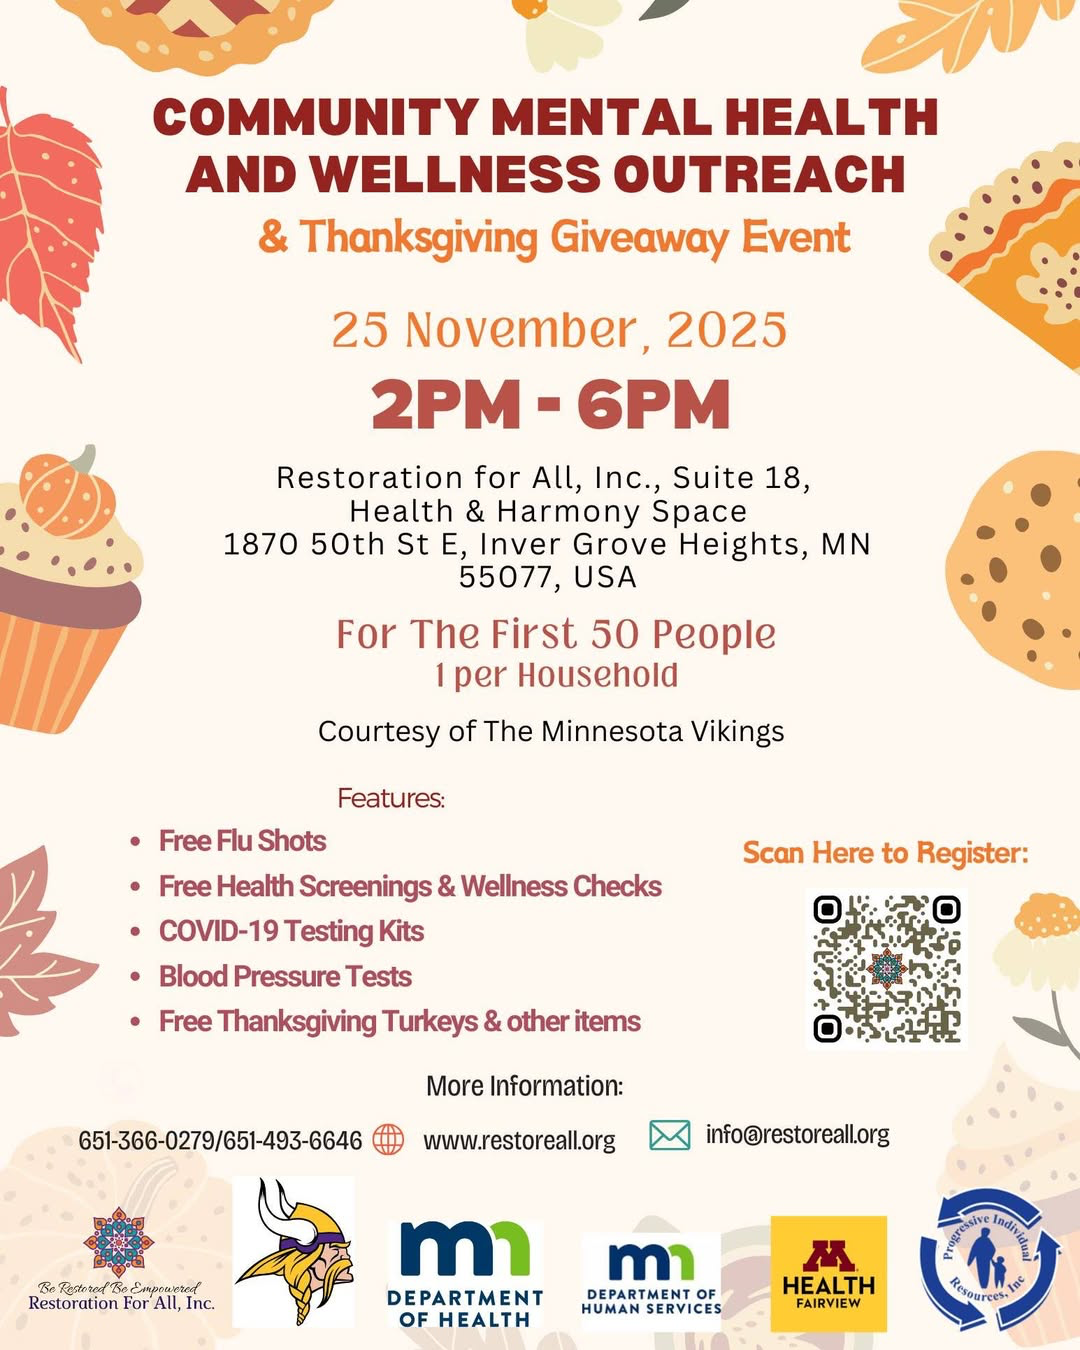 COMMUNITY MENTAL HEALTH
AND WELLNESS OUTREACH
& Thanksgiving Giveaway Event
25 November, 2025
2PM - 6PM
Restoration for All, Inc., Suite 18,
Health & Harmony Space
1870 50th St E, Inver Grove Heights, MN
55077, USA
For The First 50 People
1 per Household
Courtesy of The Minnesota Vikings
Features:
• Free Flu Shots
• Free Health Screenings & Wellness Checks
• COVID-19 Testing Kits
• Blood Pressure Tests
• Free Thanksgiving Turkeys & other items
Scan Here to Register:
More Information:
651-366-0279/651-493-6646
www.restoreall.org
info@restoreall.org
Be Restored Be Empowered
Restoration For All, Inc.
mn
DEPARTMENT
OF HEALTH
mn
DEPARTMENT OF
HUMAN SERVICES
M
HEALTH
FAIRVIEW
Progressive Individual
Resources, Inc